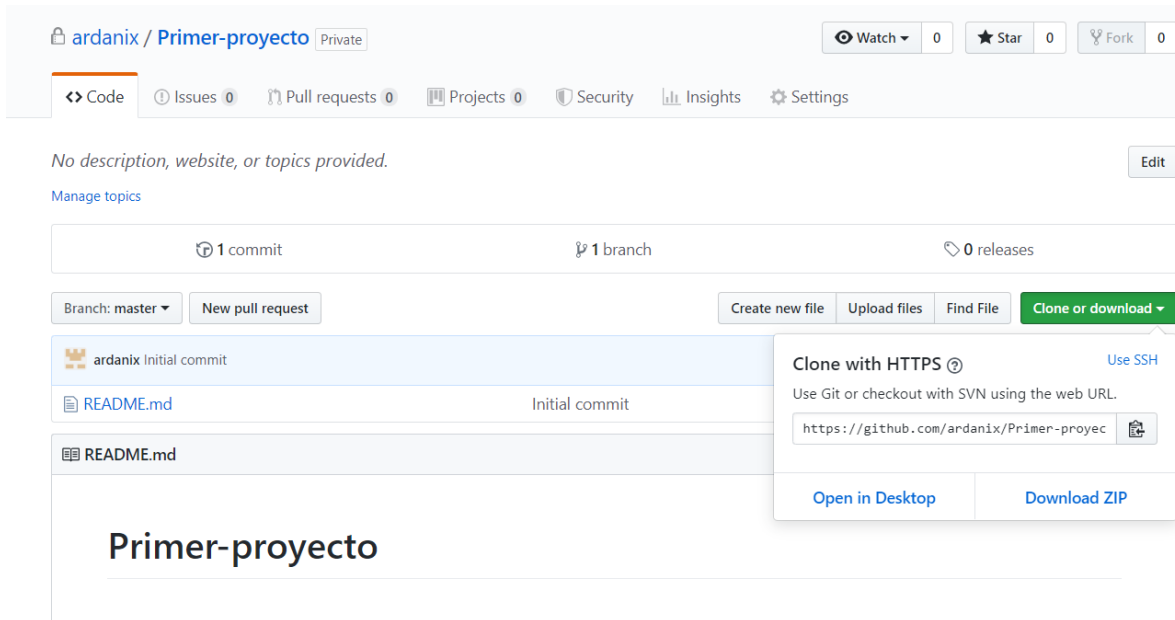 ardanix / Primer-proyecto Private Watch 0 Star 0 Fork 0
Code Issues 0 Pull requests 0 Projects 0 Security Insights Settings
No description, website, or topics provided. Edit
Manage topics
1 commit 1 branch 0 releases
Branch: master New pull request Create new file Upload files Find File Clone or download
ardanix Initial commit
README.md Initial commit
Clone with HTTPS ? Use SSH
Use Git or checkout with SVN using the web URL.
https://github.com/ardanix/Primer-proyec
Open in Desktop Download ZIP
README.md
Primer-proyecto